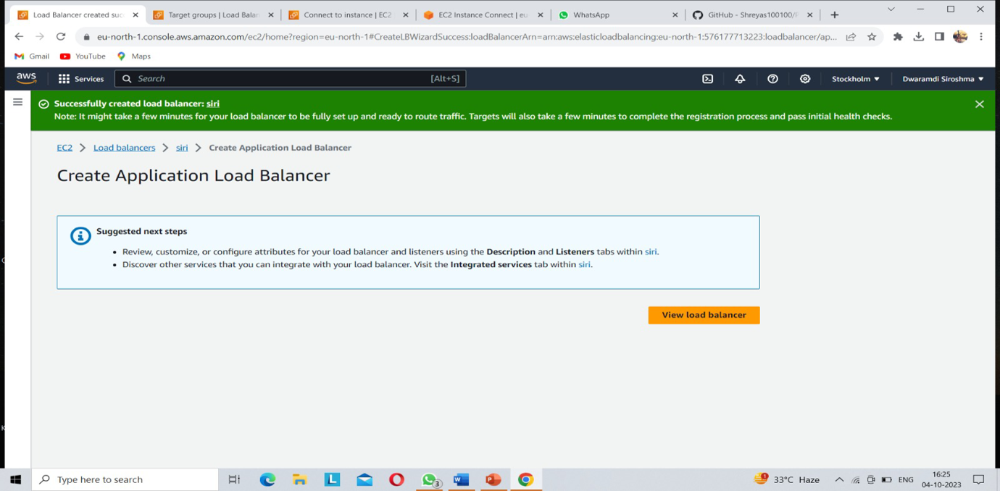 Load Balancer created suc
Target groups | Load Balan
Connect to instance | EC2
EC2 Instance Connect | eu
WhatsApp
GitHub - Shreyas100100/P
eu-north-1.console.aws.amazon.com/ec2/home?region=eu-north-1#CreateLBWizardSuccess:loadBalancerArn=arn:aws:elasticloadbalancing:eu-north-1:576177713223:loadbalancer/ap...
Gmail
YouTube
Maps
aws
Services
Search
[Alt+S]
Stockholm
Dwaramdi Siroshma
Successfully created load balancer: siri
Note: It might take a few minutes for your load balancer to be fully set up and ready to route traffic. Targets will also take a few minutes to complete the registration process and pass initial health checks.
EC2 > Load balancers > siri > Create Application Load Balancer
Create Application Load Balancer
Suggested next steps
• Review, customize, or configure attributes for your load balancer and listeners using the Description and Listeners tabs within siri.
• Discover other services that you can integrate with your load balancer. Visit the Integrated services tab within siri.
View load balancer
Type here to search
L
3
W
P
1
33°C Haze
ENG
16:25
04-10-2023